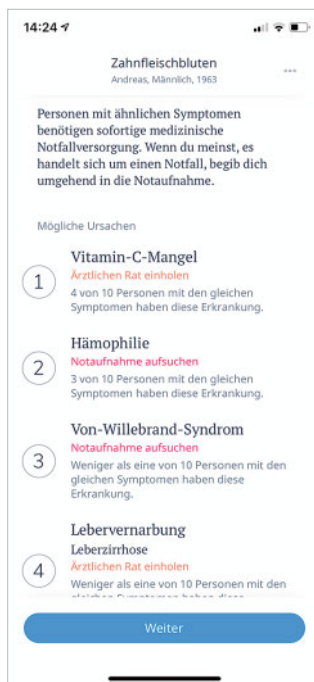 14:24
Zahnfleischbluten
Andreas, Männlich, 1963
Personen mit ähnlichen Symptomen
benötigen sofortige medizinische
Notfallversorgung. Wenn du meinst, es
handelt sich um einen Notfall, begib dich
umgehend in die Notaufnahme.
Mögliche Ursachen
Vitamin-C-Mangel
1
Ärztlichen Rat einholen
4 von 10 Personen mit den gleichen
Symptomen haben diese Erkrankung.
Hämophilie
2
Notaufnahme aufsuchen
3 von 10 Personen mit den gleichen
Symptomen haben diese Erkrankung.
Von-Willebrand-Syndrom
3
Notaufnahme aufsuchen
Weniger als eine von 10 Personen mit den
gleichen Symptomen haben diese
Erkrankung.
Lebervernarbung
Leberzirrhose
4
Ärztlichen Rat einholen
Weniger als eine von 10 Personen mit den
gleichen Symptomen haben diese
Weiter